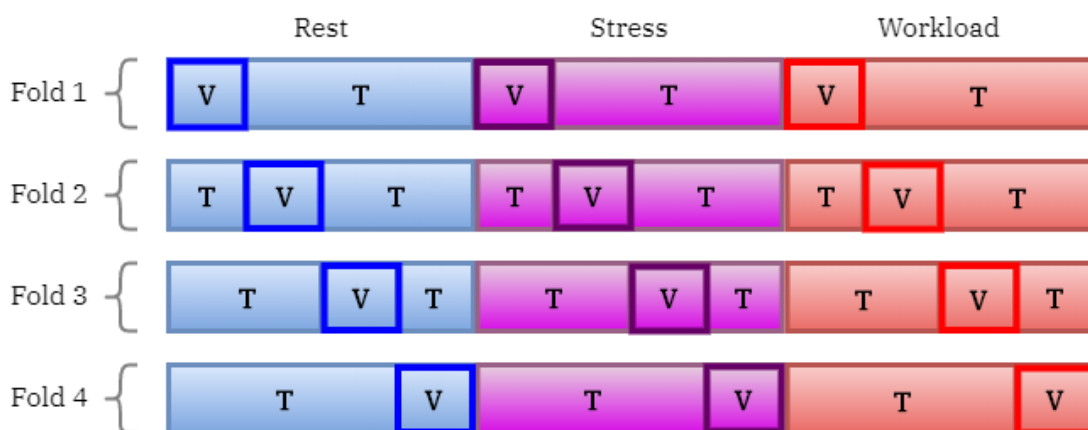 Rest Stress Workload
Fold 1 V T V T V T
Fold 2 T V T T V T T V T
Fold 3 T V T T V T T V T
Fold 4 T V T V T V